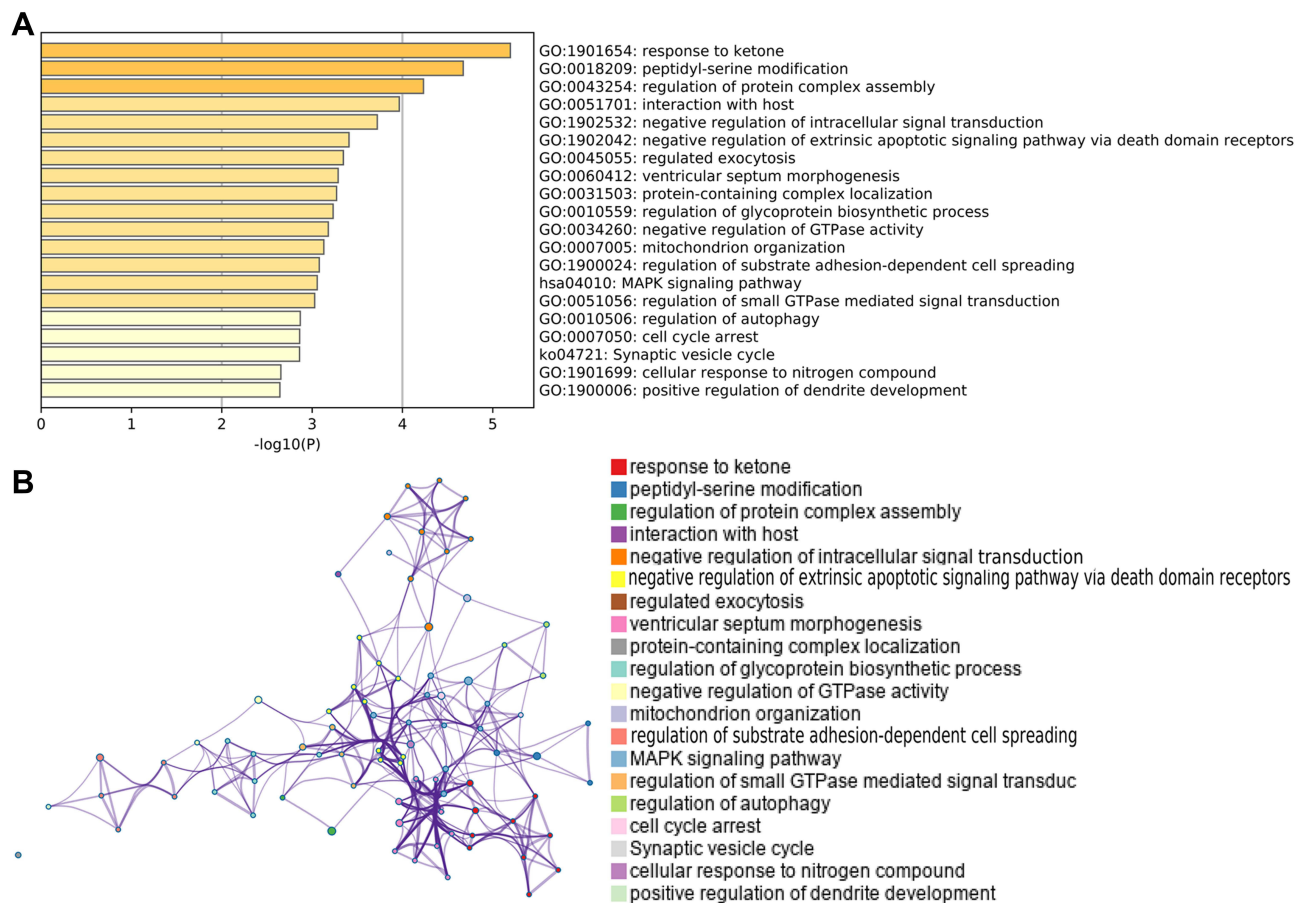 A
GO:1901654: response to ketone
GO:0018209: peptidyl-serine modification
GO:0043254: regulation of protein complex assembly
GO:0051701: interaction with host
GO:1902532: negative regulation of intracellular signal transduction
GO:1902042: negative regulation of extrinsic apoptotic signaling pathway via death domain receptors
GO:0045055: regulated exocytosis
GO:0060412: ventricular septum morphogenesis
GO:0031503: protein-containing complex localization
GO:0010559: regulation of glycoprotein biosynthetic process
GO:0034260: negative regulation of GTPase activity
GO:0007005: mitochondrion organization
GO:1900024: regulation of substrate adhesion-dependent cell spreading
hsa04010: MAPK signaling pathway
GO:0051056: regulation of small GTPase mediated signal transduction
GO:0010506: regulation of autophagy
GO:0007050: cell cycle arrest
ko04721: Synaptic vesicle cycle
GO:1901699: cellular response to nitrogen compound
GO:1900006: positive regulation of dendrite development
0 1 2 3 4 5
-log10(P)
B
response to ketone
peptidyl-serine modification
regulation of protein complex assembly
interaction with host
negative regulation of intracellular signal transduction
negative regulation of extrinsic apoptotic signaling pathway via death domain receptors
regulated exocytosis
ventricular septum morphogenesis
protein-containing complex localization
regulation of glycoprotein biosynthetic process
negative regulation of GTPase activity
mitochondrion organization
regulation of substrate adhesion-dependent cell spreading
MAPK signaling pathway
regulation of small GTPase mediated signal transduc
regulation of autophagy
cell cycle arrest
Synaptic vesicle cycle
cellular response to nitrogen compound
positive regulation of dendrite development